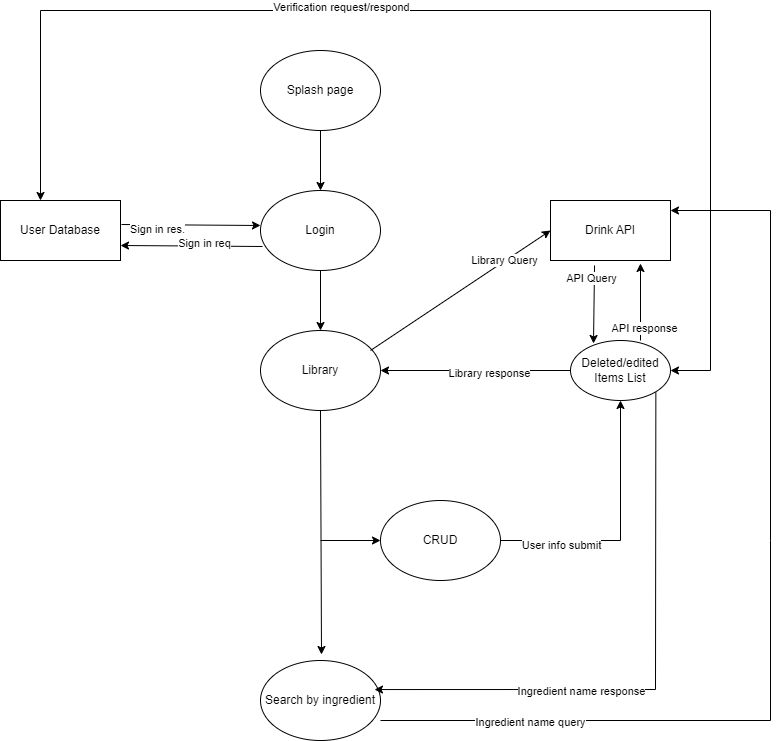 Verification request/respond
Splash page
User Database
Sign in res.
Sign in req
Login
Drink API
Library Query
API Query
API response
Library
Library response
Deleted/edited
Items List
CRUD
User info submit
Search by ingredient
Ingredient name response
Ingredient name query